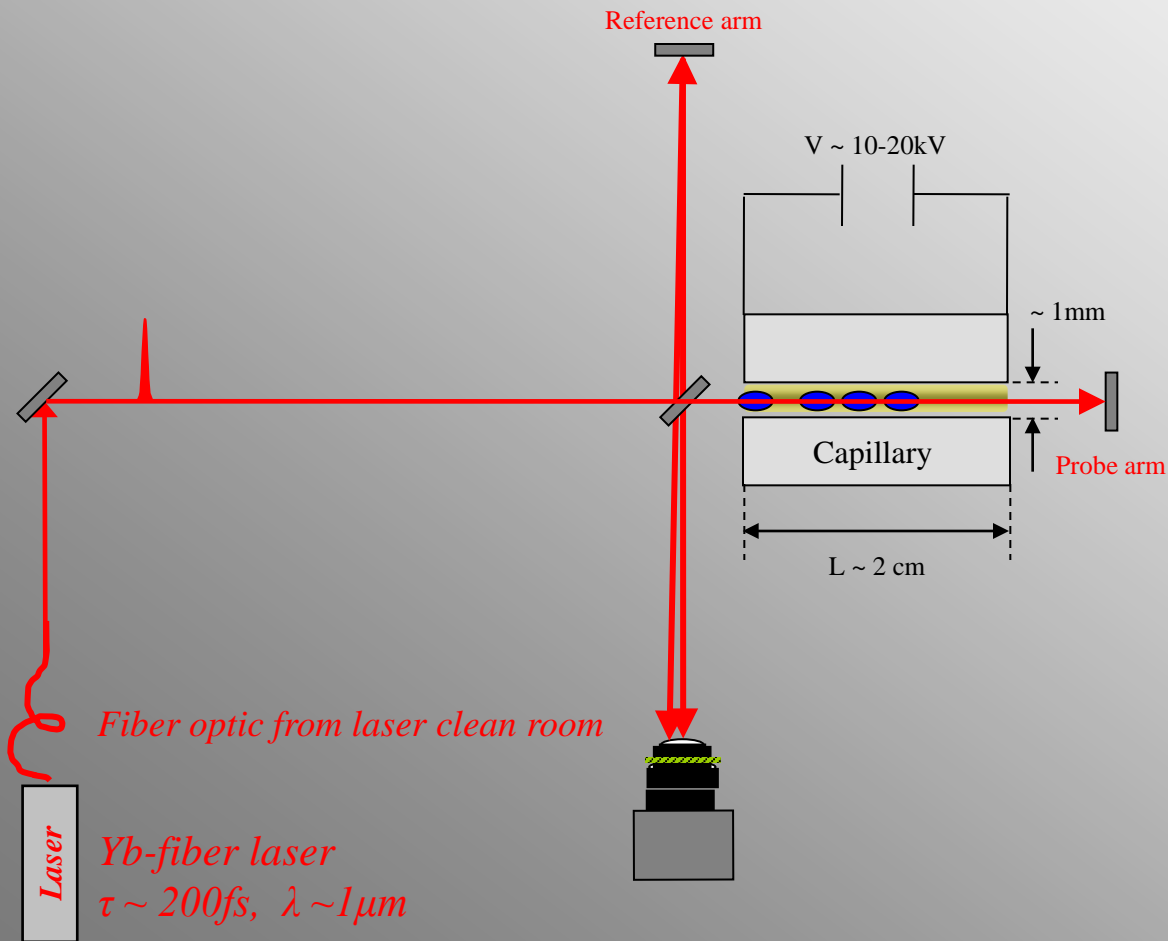 Reference arm
V ~ 10-20kV
~ 1mm
Capillary
Probe arm
L ~ 2 cm
Fiber optic from laser clean room
Laser
Yb-fiber laser
τ ~ 200fs, λ ~1μm